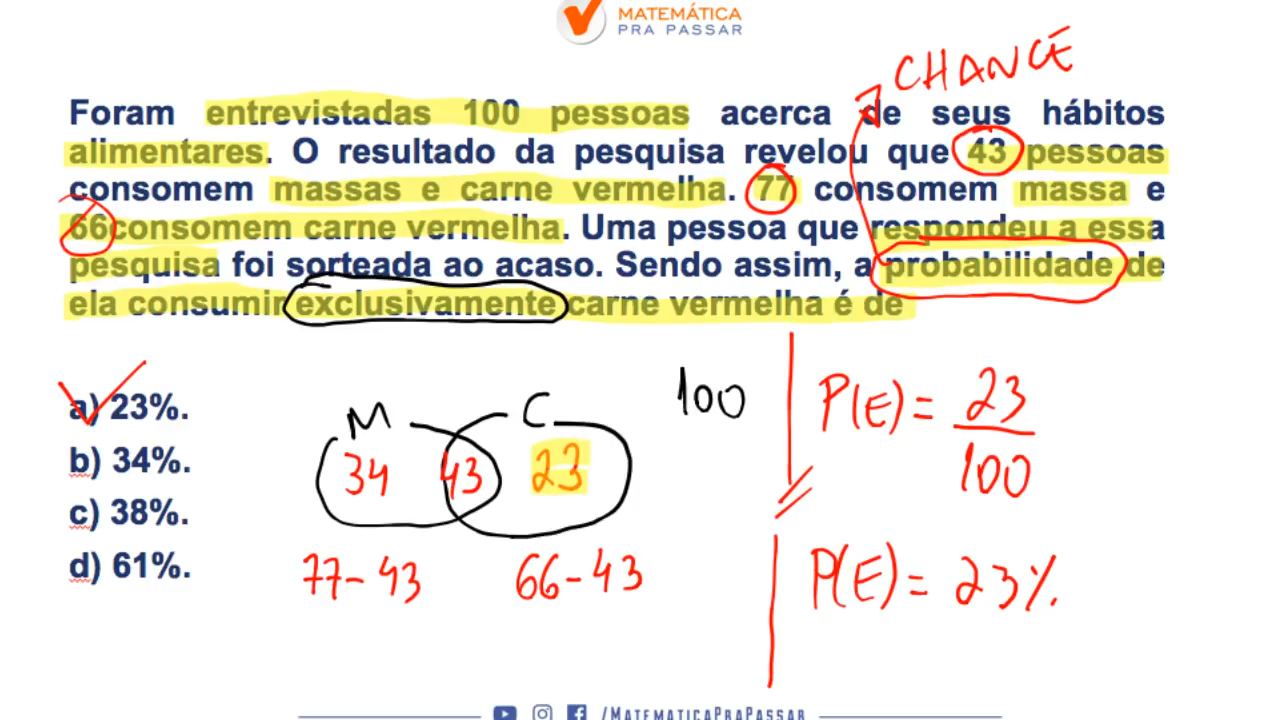 MATEMÁTICA
PRA PASSAR
CHANCE
Foram entrevistadas 100 pessoas acerca de seus hábitos
alimentares. O resultado da pesquisa revelou que 43 pessoas
consomem massas e carne vermelha. 77 consomem massa e
66consomem carne vermelha. Uma pessoa que respondeu a essa
pesquisa foi sorteada ao acaso. Sendo assim, a probabilidade de
ela consumir exclusivamente carne vermelha é de
a) 23%.
b) 34%.
c) 38%.
d) 61%.
M C 100
34 43 23
77-43 66-43
P(E) = 23
100
P(E) = 23%
/MATEMATICAPRAPASSAR